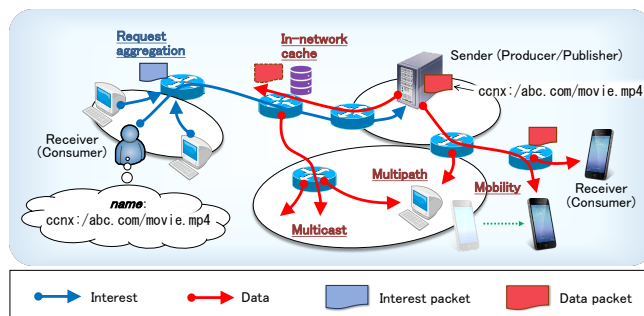 Request
aggregation
In-network
cache
Sender (Producer/Publisher)
ccnx:/abc.com/movie.mp4
Receiver
(Consumer)
name:
ccnx:/abc.com/movie.mp4
Multipath
Mobility
Multicast
Receiver
(Consumer)
Interest
Data
Interest packet
Data packet